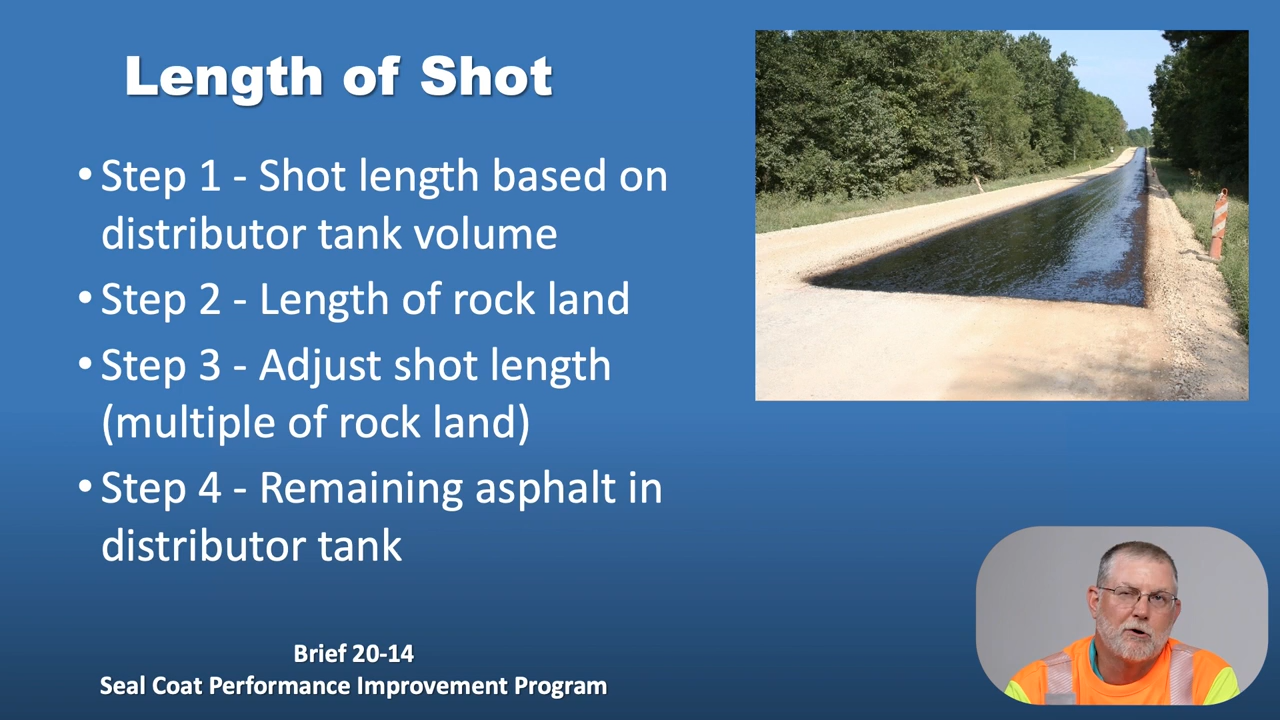 Length of Shot
• Step 1 - Shot length based on
distributor tank volume
• Step 2 - Length of rock land
• Step 3 - Adjust shot length
(multiple of rock land)
• Step 4 - Remaining asphalt in
distributor tank
Brief 20-14
Seal Coat Performance Improvement Program